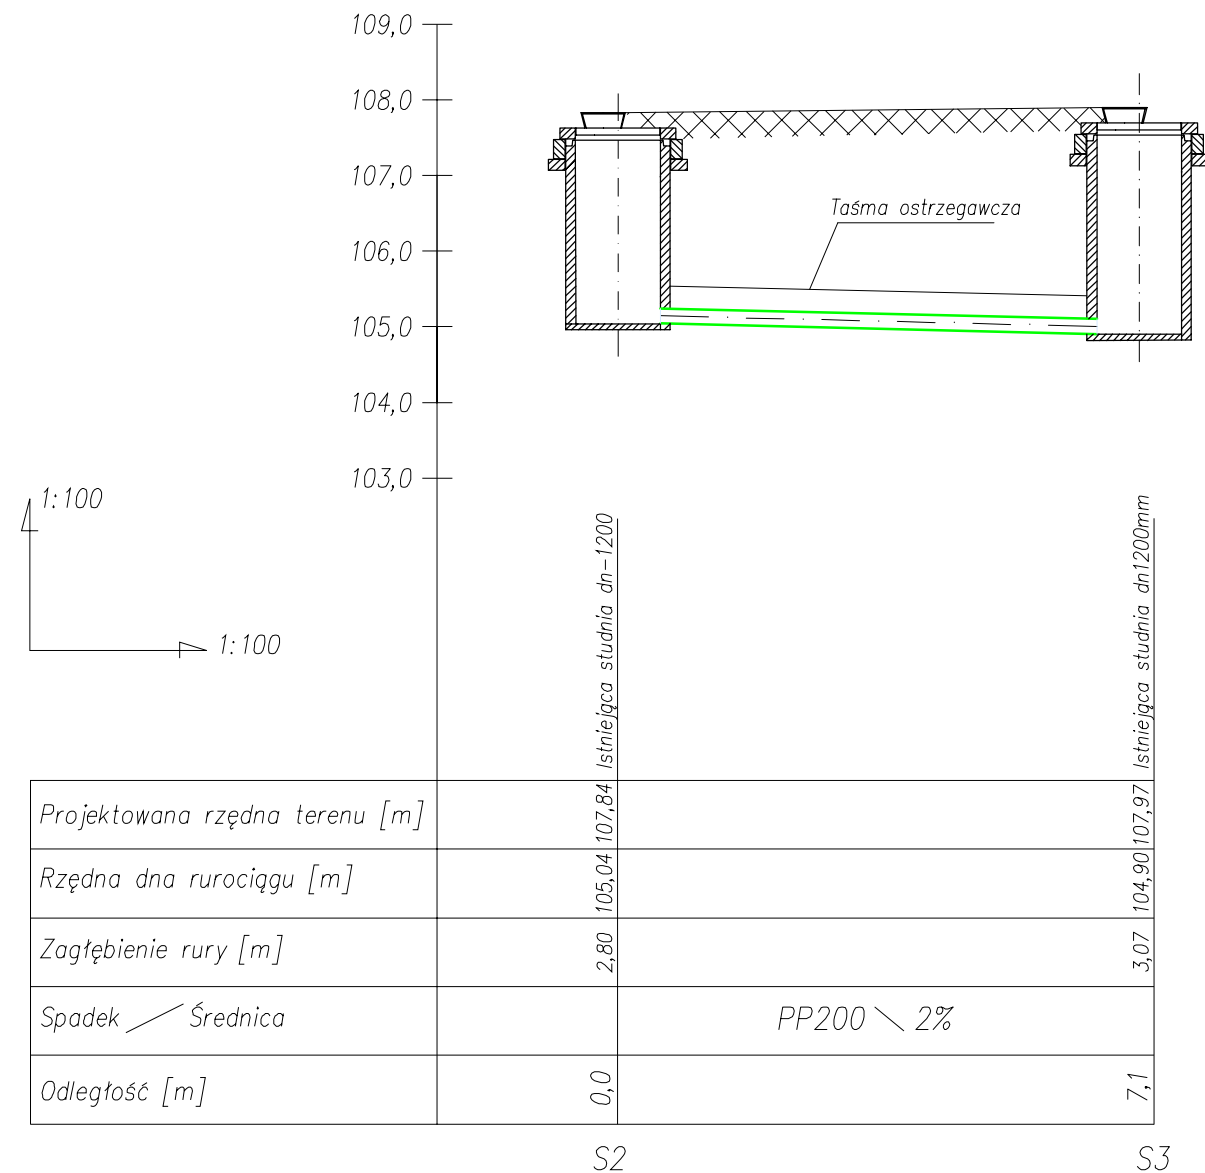 109,0
108,0
107,0
106,0
105,0
104,0
103,0
Taśma ostrzegawcza
1:100
1:100
Istniejąca studnia dn-1200
Istniejąca studnia dn1200mm
Projektowana rzędna terenu [m]
107,84
107,97
Rzędna dna rurociągu [m]
105,04
104,90
Zagłębienie rury [m]
2,80
3,07
Spadek Średnica
PP200 2%
Odległość [m]
0,0
7,1
S2
S3